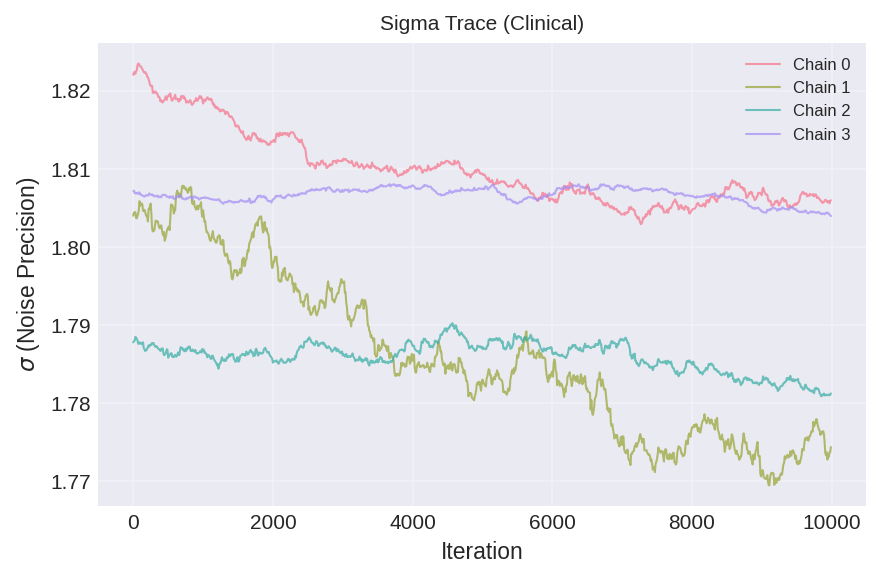 Sigma Trace (Clinical)
σ (Noise Precision)
1.82
1.81
1.80
1.79
1.78
1.77
Chain 0
Chain 1
Chain 2
Chain 3
0
2000
4000
6000
8000
10000
Iteration